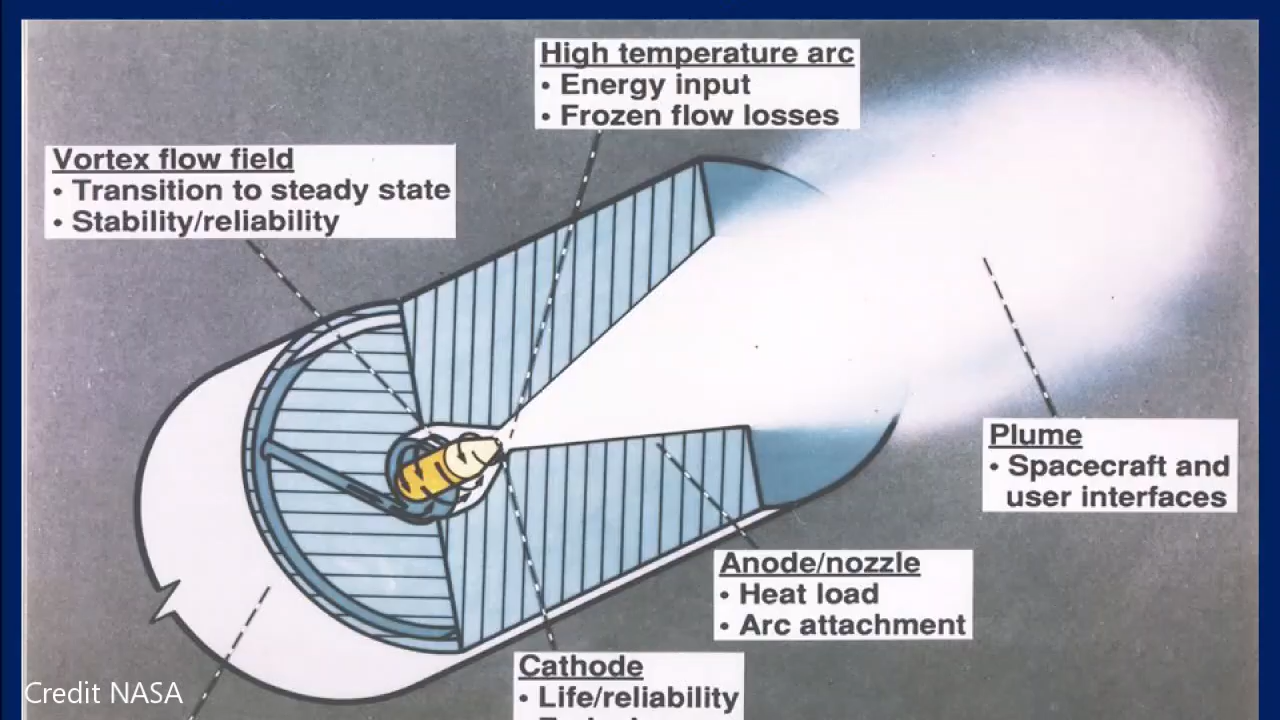 High temperature arc
• Energy input
• Frozen flow losses
Vortex flow field
• Transition to steady state
• Stability/reliability
Plume
• Spacecraft and
user interfaces
Anode/nozzle
• Heat load
• Arc attachment
Cathode
• Life/reliability
Credit NASA